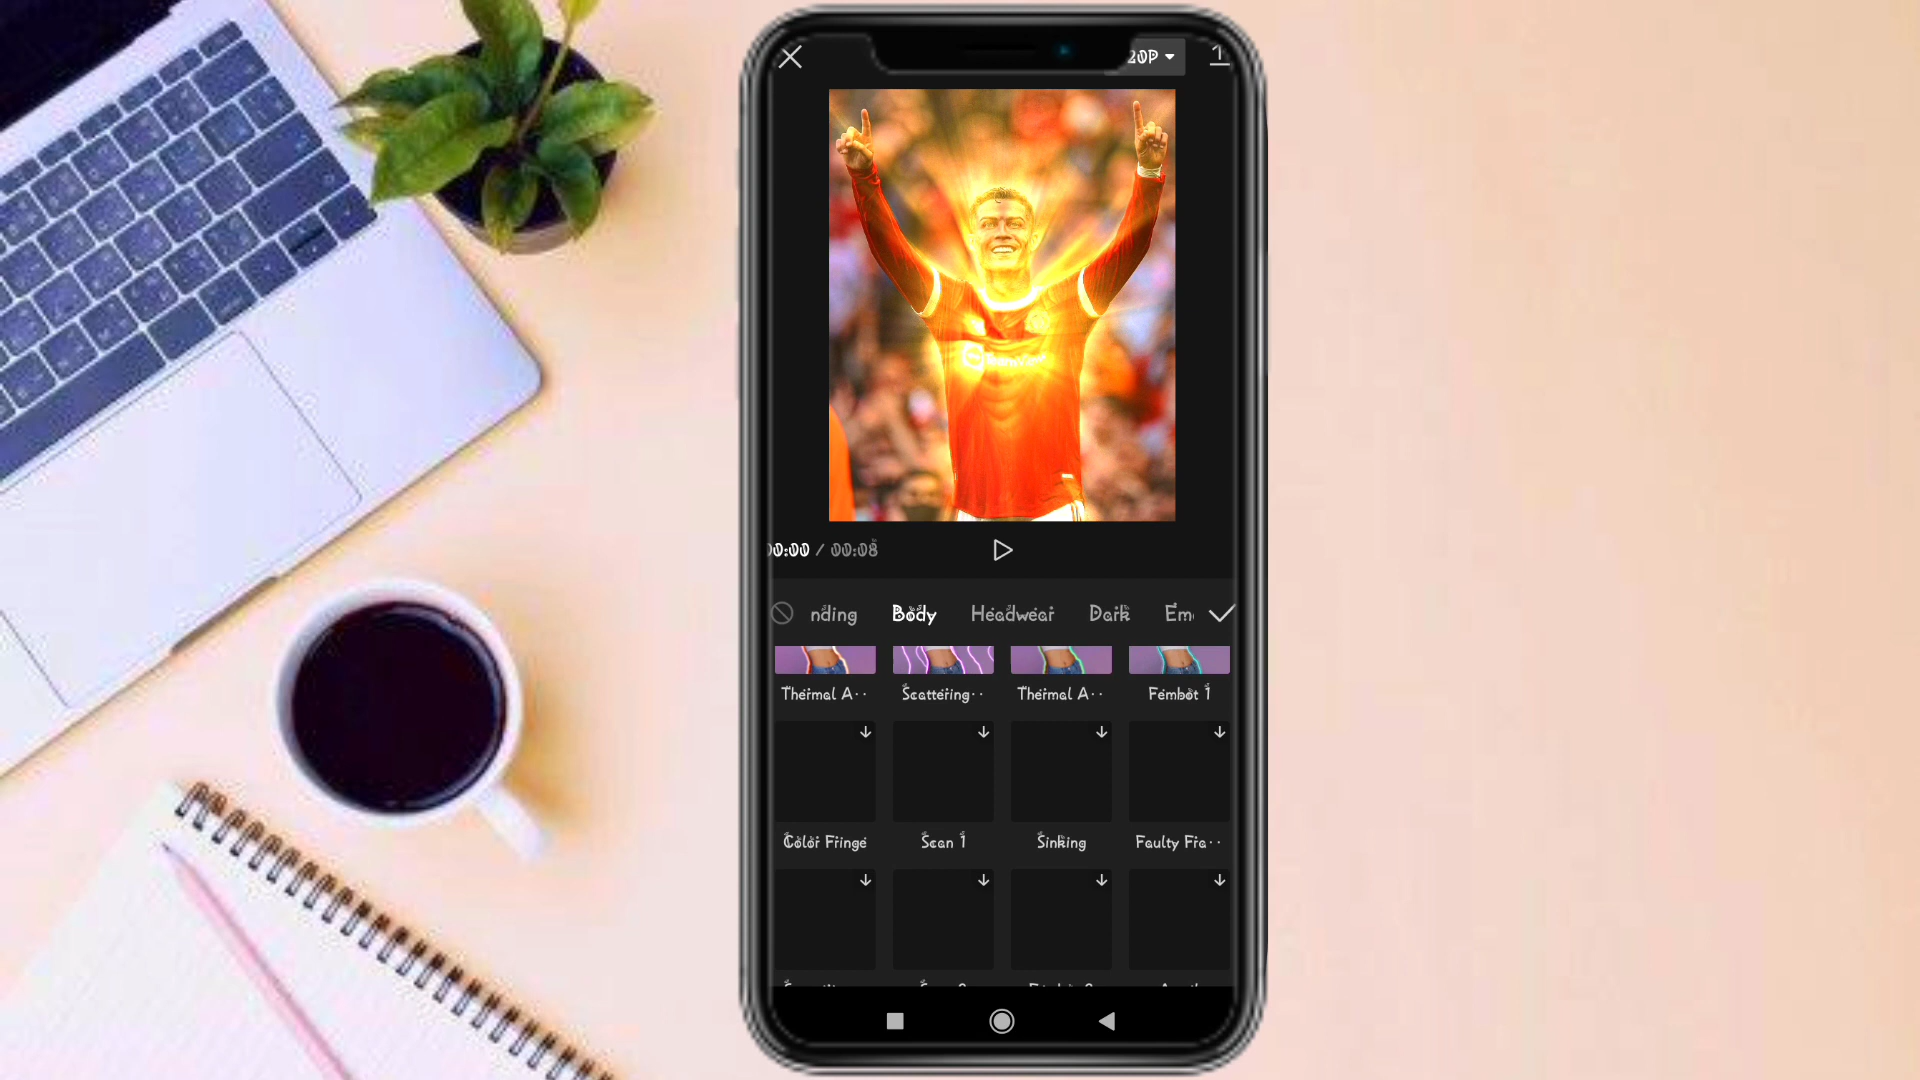 20P
TeamViewer
00:00 / 00:08
nding Body Headwear Dark Em
Thermal A·· Scattering·· Thermal A·· Fembot 1
Color Fringe Scan 1 Sinking Faulty Fra··